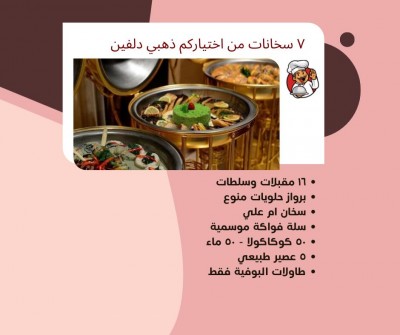 ٧ سخانات من اختياركم ذهبي دلفين
١٦ مقبلات وسلطات
برواز حلويات منوع
سخان ام علي
سلة فواكة موسمية
٥٠ كوكاكولا - ٥٠ ماء
٥ عصير طبيعي
طاولات البوفية فقط